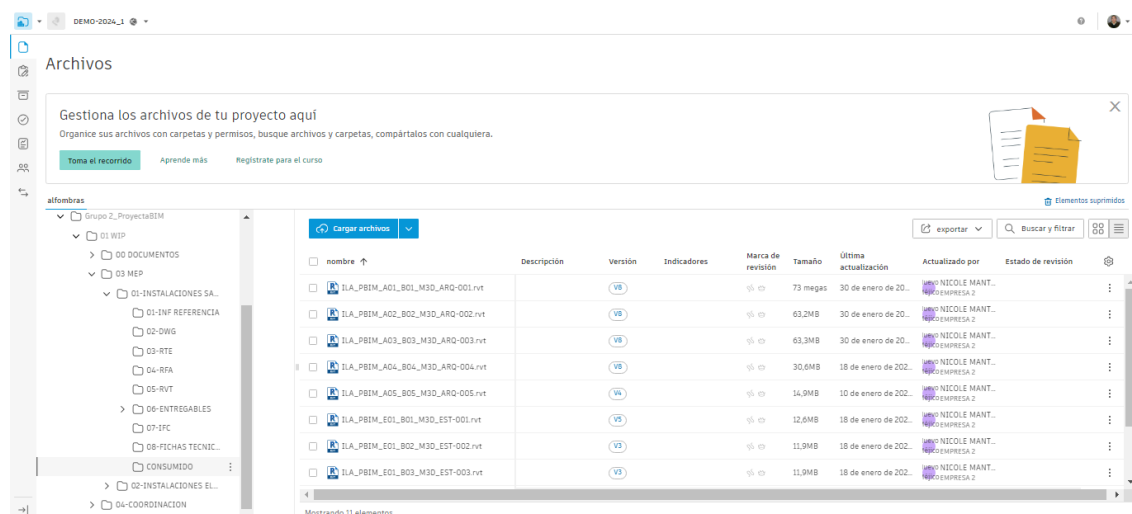 DEMO-2024_1
Archivos
Gestiona los archivos de tu proyecto aquí
Organice sus archivos con carpetas y permisos, busque archivos y carpetas, compártalos con cualquiera.
Toma el recorrido Aprende más Regístrate para el curso
alfombras
Elementos suprimidos
Grupo 2_ProyectaBIM
01 WIP
00 DOCUMENTOS
03 MEP
01-INSTALACIONES SA...
01-INF REFERENCIA
02-DWG
03-RTE
04-RFA
05-RVT
06-ENTREGABLES
07-IFC
08-FICHAS TECNIC...
CONSUMIDO
02-INSTALACIONES EL...
04-COORDINACION
Cargar archivos
exportar
Buscar y filtrar
nombre Descripción Versión Indicadores Marca de revisión Tamaño Última actualización Actualizado por Estado de revisión
ILA_PBIM_A01_B01_M3D_ARQ-001.rvt V8 73 megas 30 de enero de 20... NICOLE MANT...
EMPRESA 2
ILA_PBIM_A02_B02_M3D_ARQ-002.rvt V8 63,2MB 30 de enero de 20... NICOLE MANT...
EMPRESA 2
ILA_PBIM_A03_B03_M3D_ARQ-003.rvt V8 63,3MB 30 de enero de 20... NICOLE MANT...
EMPRESA 2
ILA_PBIM_A04_B04_M3D_ARQ-004.rvt V8 30,6MB 18 de enero de 202... NICOLE MANT...
EMPRESA 2
ILA_PBIM_A05_B05_M3D_ARQ-005.rvt V4 14,9MB 10 de enero de 202... NICOLE MANT...
EMPRESA 2
ILA_PBIM_E01_B01_M3D_EST-001.rvt V5 12,6MB 18 de enero de 202... NICOLE MANT...
EMPRESA 2
ILA_PBIM_E01_B02_M3D_EST-002.rvt V3 11,9MB 18 de enero de 202... NICOLE MANT...
EMPRESA 2
ILA_PBIM_E01_B03_M3D_EST-003.rvt V3 11,9MB 18 de enero de 202... NICOLE MANT...
EMPRESA 2
Mostrando 11 elementos